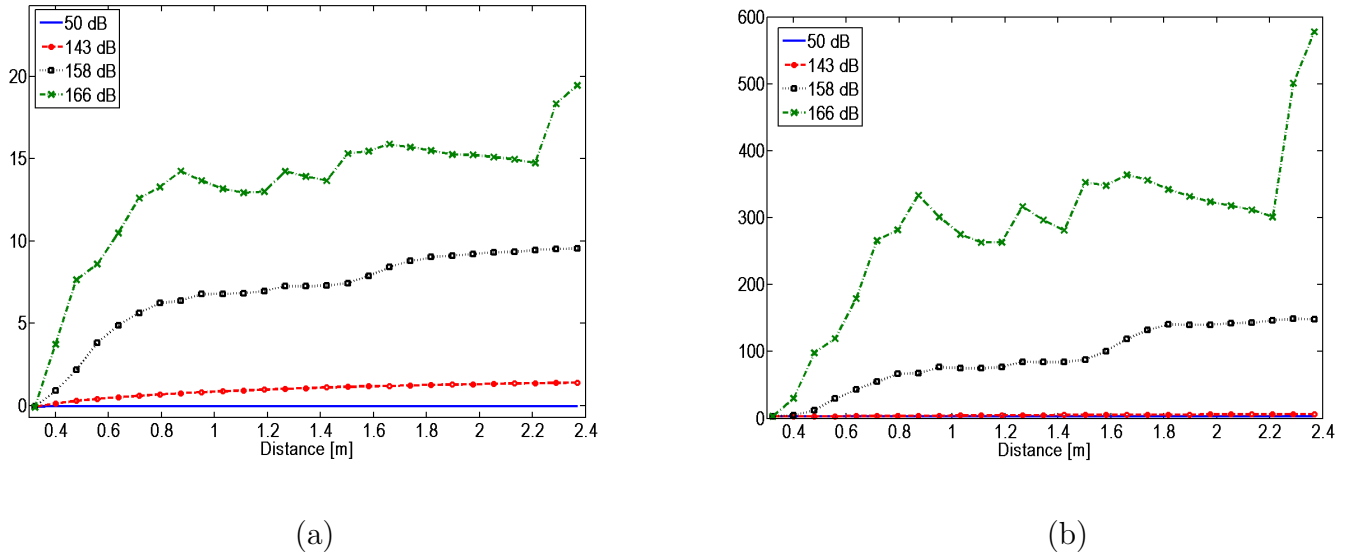 50 dB
143 dB
158 dB
166 dB
20
15
10
5
0
0.4 0.6 0.8 1 1.2 1.4 1.6 1.8 2 2.2 2.4
Distance [m]
(a)
600
50 dB
143 dB
158 dB
166 dB
500
400
300
200
100
0
0.4 0.6 0.8 1 1.2 1.4 1.6 1.8 2 2.2 2.4
Distance [m]
(b)